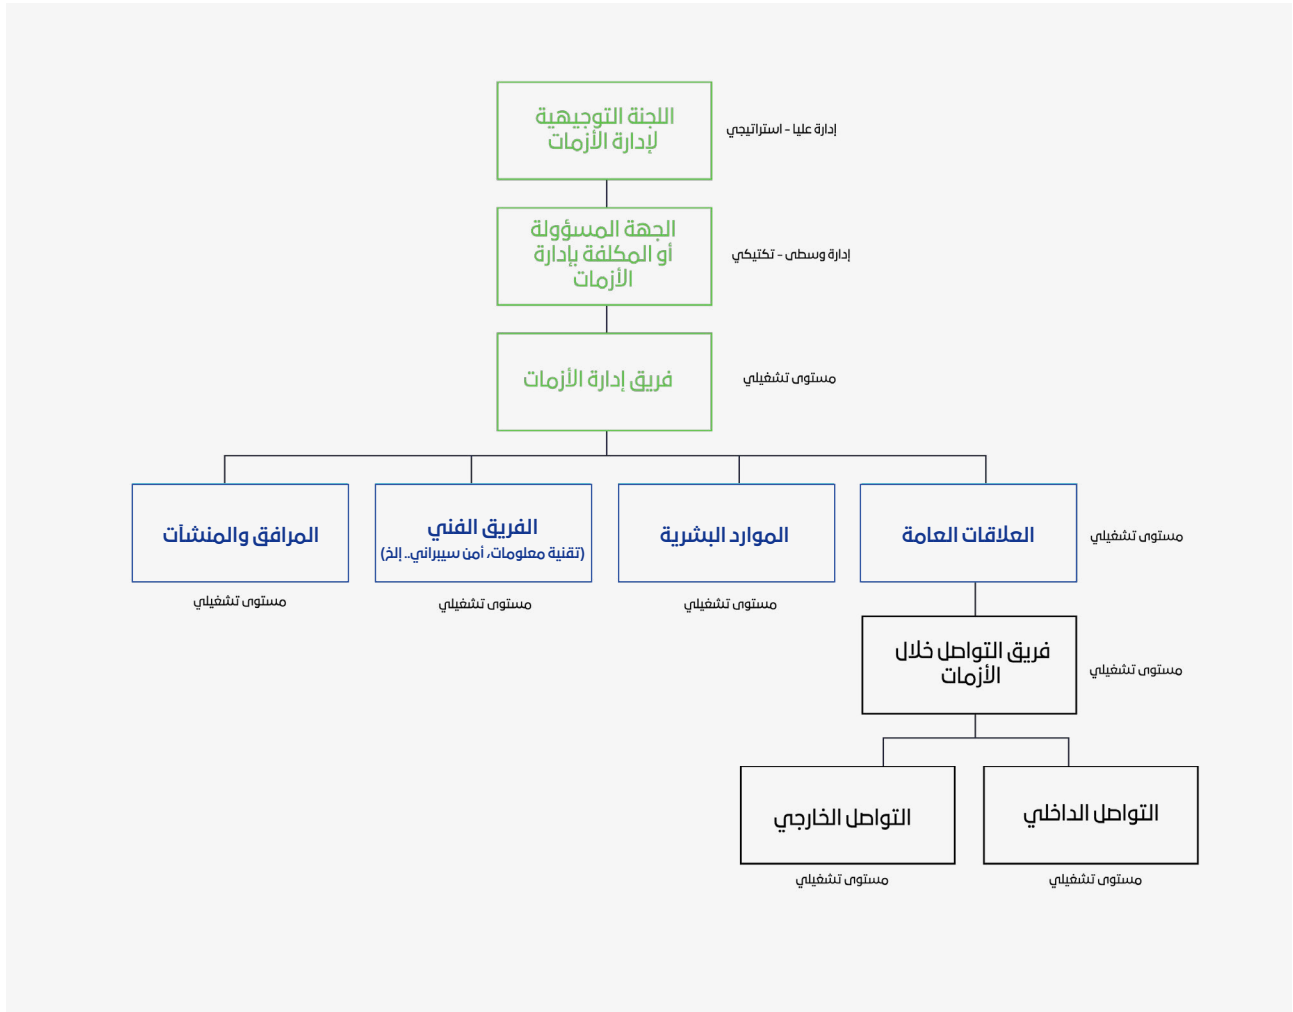 اللجنة التوجيهية
لإدارة الأزمات
إدارة عليا - استراتيجي
الجهة المسؤولة
أو المكلفة بإدارة
الأزمات
إدارة وسطى - تكتيكي
فريق إدارة الأزمات
مستوى تشغيلي
العلاقات العامة
مستوى تشغيلي
الموارد البشرية
مستوى تشغيلي
الفريق الفني
(تقنية معلومات، أمن سيبراني.. إلخ)
مستوى تشغيلي
المرافق والمنشآت
مستوى تشغيلي
فريق التواصل خلال
الأزمات
مستوى تشغيلي
التواصل الداخلي
مستوى تشغيلي
التواصل الخارجي
مستوى تشغيلي